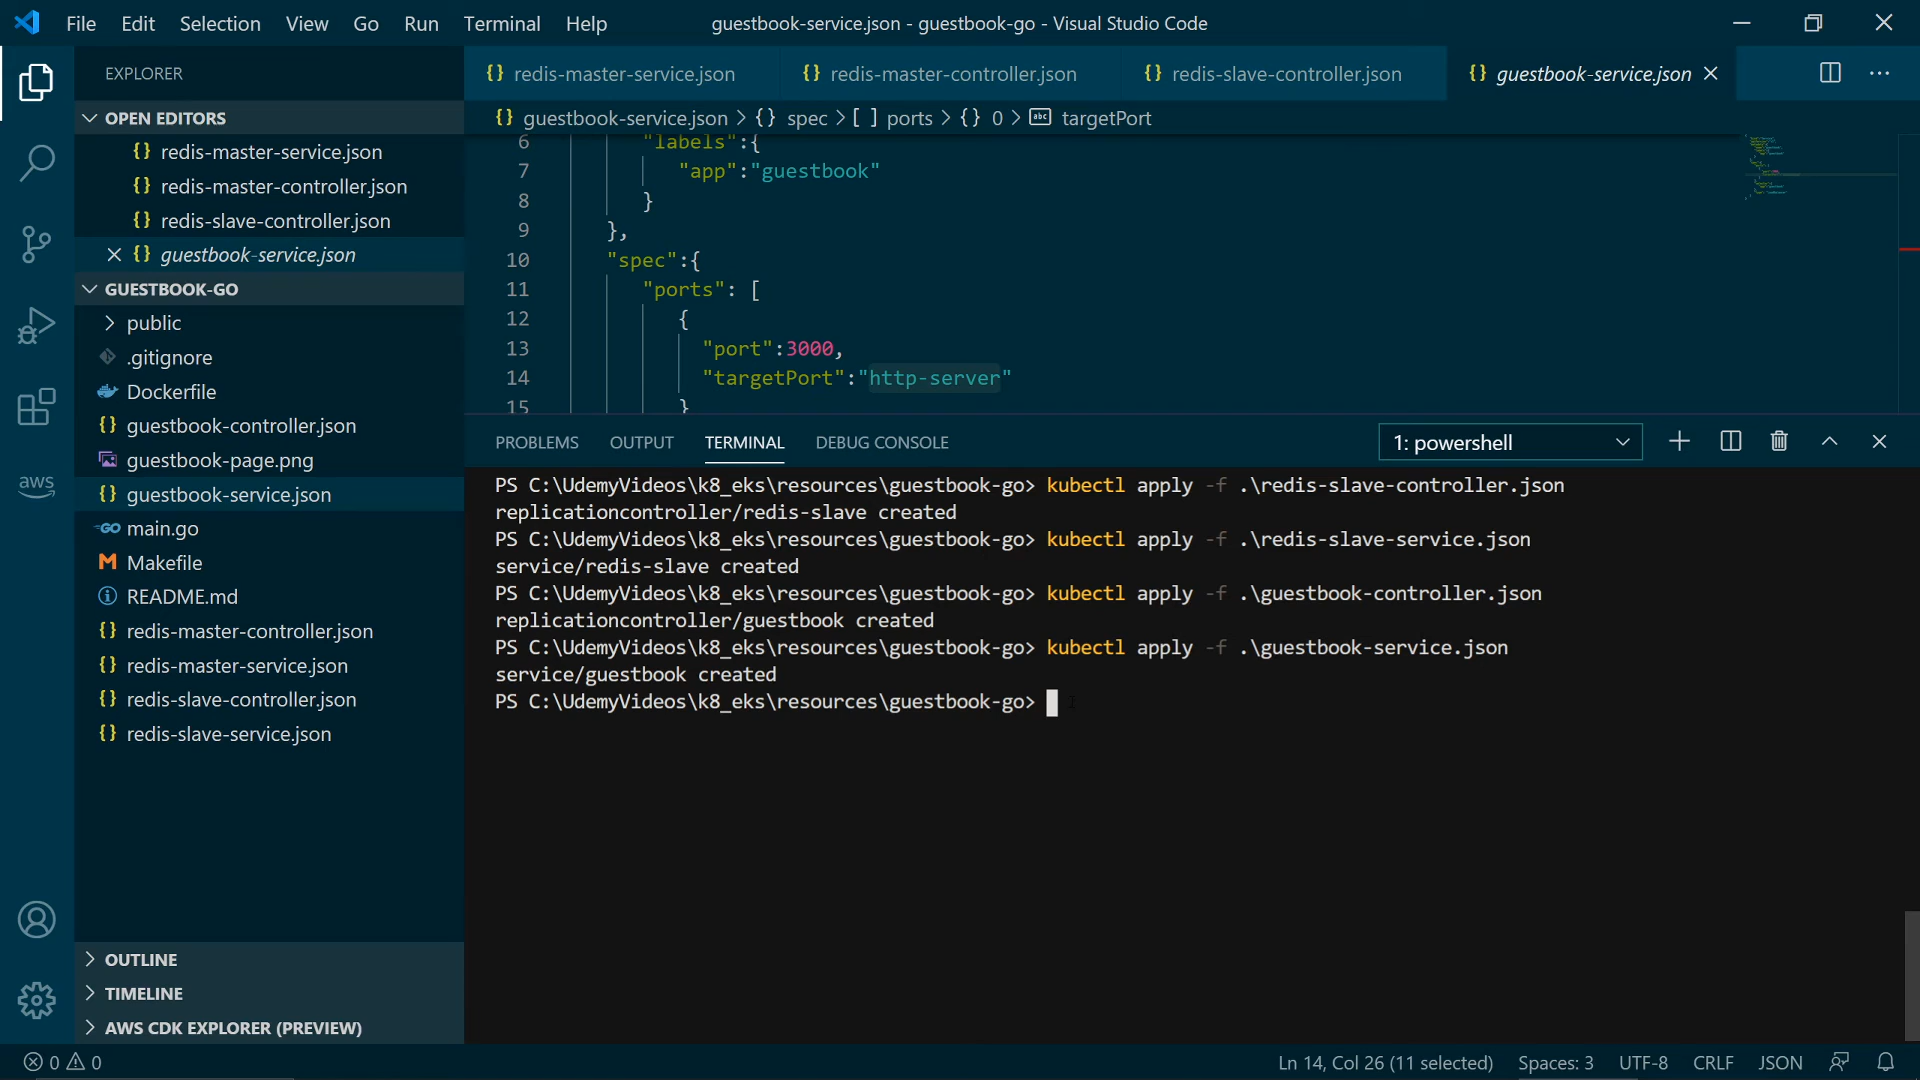 File Edit Selection View Go Run Terminal Help guestbook-service.json - guestbook-go - Visual Studio Code
EXPLORER
OPEN EDITORS
{} redis-master-service.json
{} redis-master-controller.json
{} redis-slave-controller.json
{} guestbook-service.json
GUESTBOOK-GO
public
.gitignore
Dockerfile
{} guestbook-controller.json
guestbook-page.png
{} guestbook-service.json
GO main.go
M Makefile
README.md
{} redis-master-controller.json
{} redis-master-service.json
{} redis-slave-controller.json
{} redis-slave-service.json
OUTLINE
TIMELINE
AWS CDK EXPLORER (PREVIEW)
aws
{} redis-master-service.json {} redis-master-controller.json {} redis-slave-controller.json {} guestbook-service.json
{} guestbook-service.json > {} spec > [ ] ports > {} 0 > abc targetPort
6 "labels":{
7 "app":"guestbook"
8 }
9 },
10 "spec":{
11 "ports": [
12 {
13 "port":3000,
14 "targetPort":"http-server"
15 }
PROBLEMS OUTPUT TERMINAL DEBUG CONSOLE 1: powershell
PS C:\UdemyVideos\k8_eks\resources\guestbook-go> kubectl apply -f .\redis-slave-controller.json
replicationcontroller/redis-slave created
PS C:\UdemyVideos\k8_eks\resources\guestbook-go> kubectl apply -f .\redis-slave-service.json
service/redis-slave created
PS C:\UdemyVideos\k8_eks\resources\guestbook-go> kubectl apply -f .\guestbook-controller.json
replicationcontroller/guestbook created
PS C:\UdemyVideos\k8_eks\resources\guestbook-go> kubectl apply -f .\guestbook-service.json
service/guestbook created
PS C:\UdemyVideos\k8_eks\resources\guestbook-go>
0 0 Ln 14, Col 26 (11 selected) Spaces: 3 UTF-8 CRLF JSON